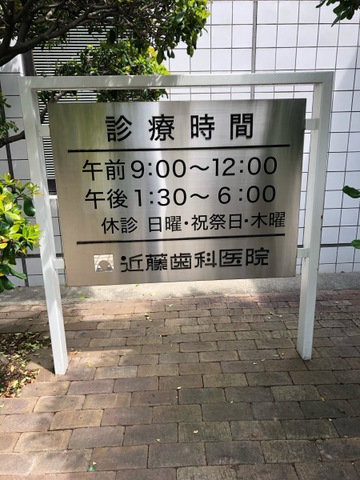 診療時間
午前9:00〜12:00
午後1:30〜6:00
休診 日曜・祝祭日・木曜
近藤歯科医院